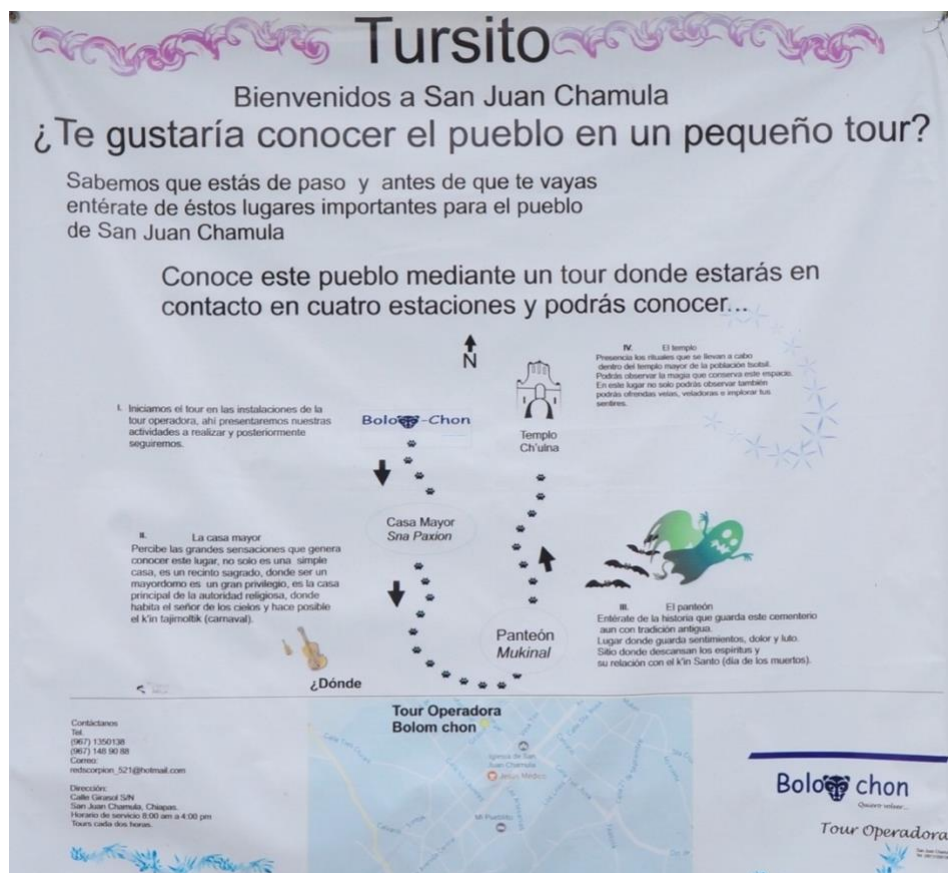 Tursito
Bienvenidos a San Juan Chamula
¿Te gustaría conocer el pueblo en un pequeño tour?
Sabemos que estás de paso y antes de que te vayas
entérate de éstos lugares importantes para el pueblo
de San Juan Chamula
Conoce este pueblo mediante un tour donde estarás en
contacto en cuatro estaciones y podrás conocer...
N
I. Iniciamos el tour en las instalaciones de la
tour operadora, ahí presentaremos nuestras
actividades a realizar y posteriormente
seguiremos.
Bolo -Chon
Templo
Ch'ulna
IV. El templo
Presencia los rituales que se llevan a cabo
dentro del templo mayor de la población tsotsil.
Podrás observar la magia que conserva este espacio.
En este lugar no solo podrás observar también
podrás ofrendas velas, veladoras e implorar tus
sentires.
Casa Mayor
Sna Paxion
II. La casa mayor
Percibe las grandes sensaciones que genera
conocer este lugar, no solo es una simple
casa, es un recinto sagrado, donde ser un
mayordomo es un gran privilegio, es la casa
principal de la autoridad religiosa, donde
habita el señor de los cielos y hace posible
el k'in tajimoltik (carnaval).
Panteón
Mukinal
III. El panteón
Entérate de la historia que guarda este cementerio
aun con tradición antigua.
Lugar donde guarda sentimientos, dolor y luto.
Sitio donde descansan los espíritus y
su relación con el k'in Santo (día de los muertos).
¿Dónde
Contáctanos
Tel.
(967) 1350138
(967) 148 90 88
Correo:
redscorpion_521@hotmail.com
Dirección:
Calle Girasol S/N
San Juan Chamula, Chiapas.
Horario de servicio 8:00 am a 4:00 pm
Tours cada dos horas.
Tour Operadora
Bolom chon
Iglesia de San
Juan Chamula
Jesus Medico
Mi Pueblito
Bolo chon
Quiero volver...
Tour Operadora